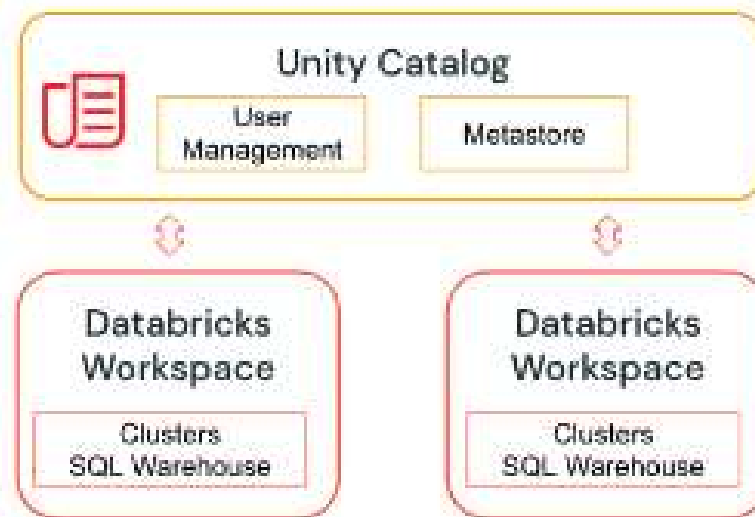 Unity Catalog
User
Management
Metastore
Databricks
Workspace
Clusters
SQL Warehouse
Databricks
Workspace
Clusters
SQL Warehouse